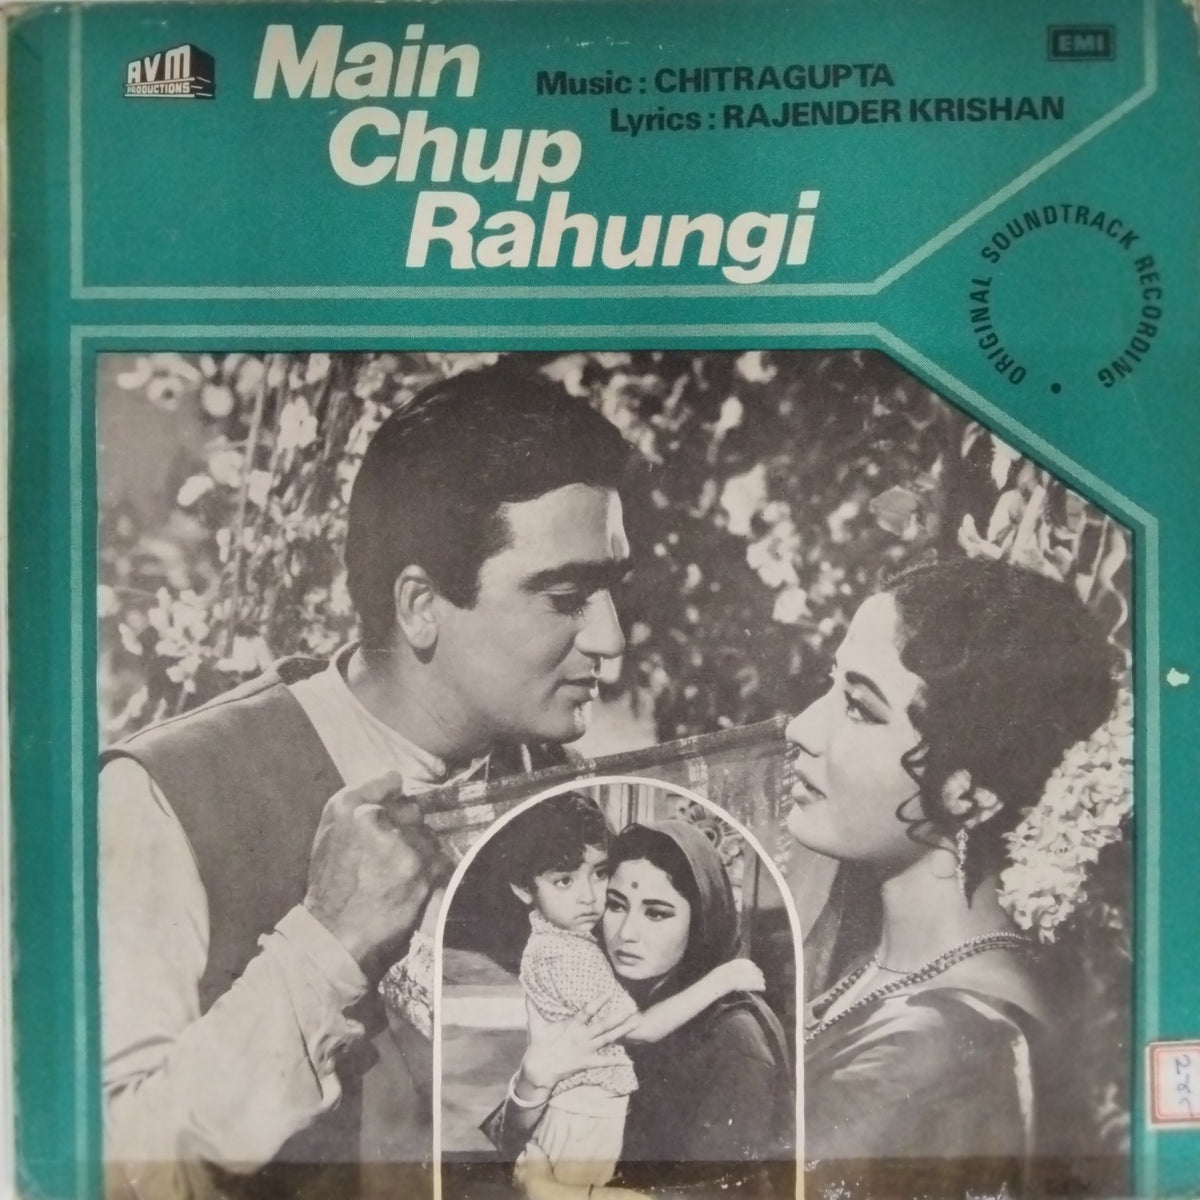 AVM
PRODUCTIONS
Main
Chup
Rahungi
Music : CHITRAGUPTA
Lyrics : RAJENDER KRISHAN
EMI
ORIGINAL SOUNDTRACK RECORDING •